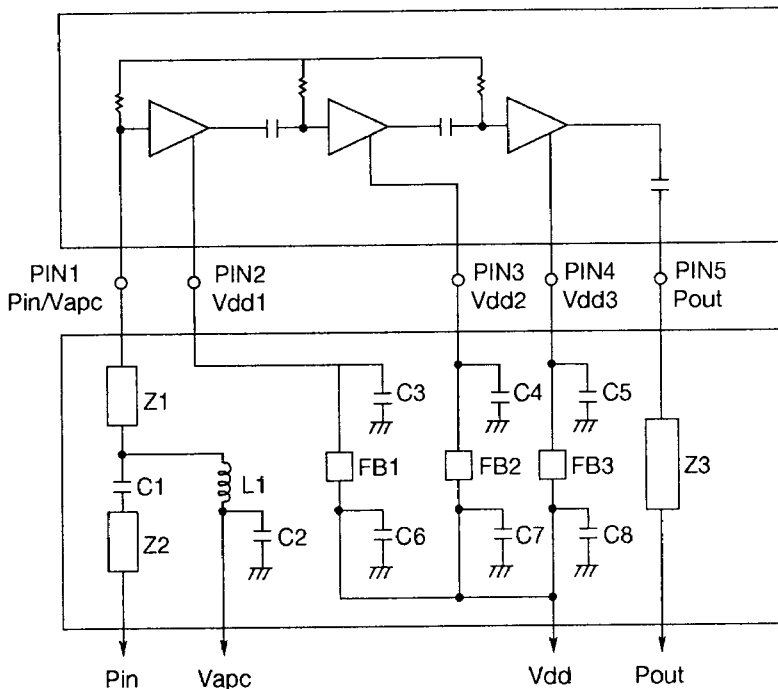 PIN1
Pin/Vapc
PIN2
Vdd1
PIN3
Vdd2
PIN4
Vdd3
PIN5
Pout
Z1
C1
Z2
L1
C2
C3
FB1
C6
C4
FB2
C7
C5
FB3
C8
Z3
Pin
Vapc
Vdd
Pout